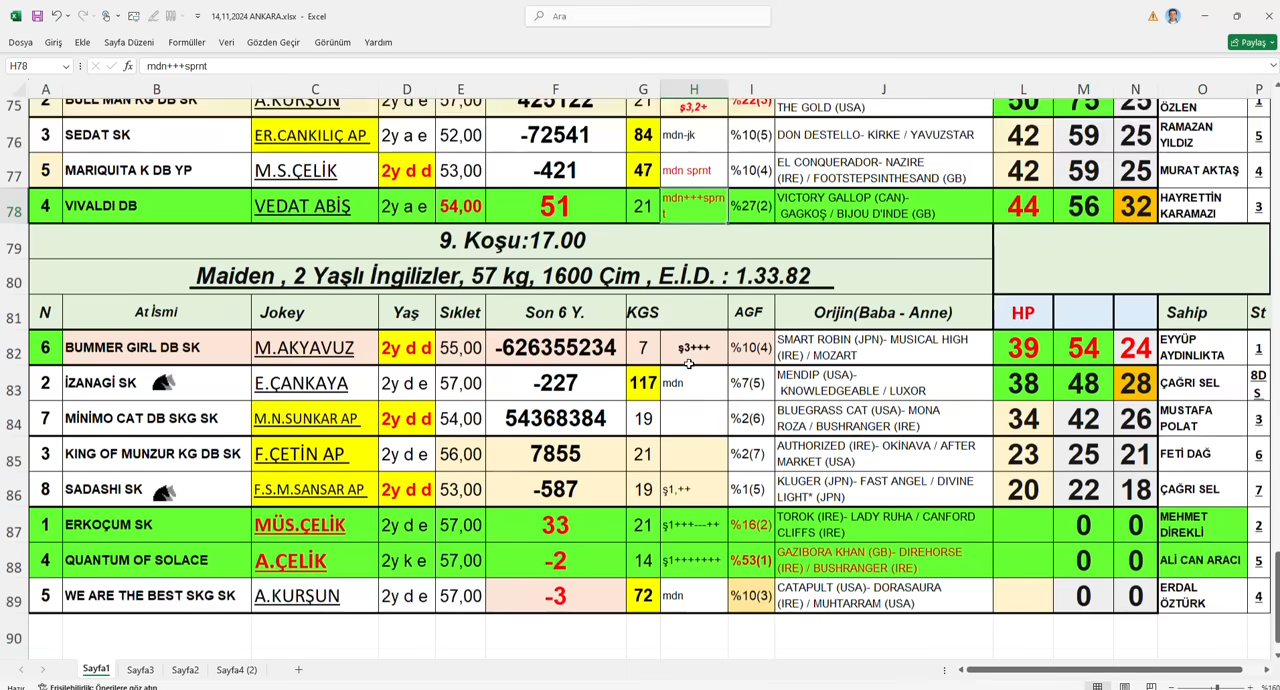 14,11,2024 ANKARA.xlsx - Excel
Ara
Dosya Giriş Ekle Sayfa Düzeni Formüller Veri Gözden Geçir Görünüm Yardım
Paylaş
H78 fx mdn+++sprnt
A B C D E F G H I J L M N O P
75 2 BULL MAN KG DB SK A.KURŞUN 2y d e 57,00 425122 21 ş3,2+ %22(3) THE GOLD (USA) 50 75 25 ÖZLEN 1
76 3 SEDAT SK ER.CANKILIÇ AP 2y a e 52,00 -72541 84 mdn-jk %10(5) DON DESTELLO- KİRKE / YAVUZSTAR 42 59 25 RAMAZAN YILDIZ 5
77 5 MARIQUITA K DB YP M.S.ÇELİK 2y d d 53,00 -421 47 mdn sprnt %10(4) EL CONQUERADOR- NAZIRE (IRE) / FOOTSTEPSINTHESAND (GB) 42 59 25 MURAT AKTAŞ 4
78 4 VIVALDI DB VEDAT ABİŞ 2y a e 54,00 51 21 mdn+++sprnt %27(2) VICTORY GALLOP (CAN)- GAGKOŞ / BIJOU D'INDE (GB) 44 56 32 HAYRETTİN KARAMAZI 3
79 9. Koşu:17.00
80 Maiden , 2 Yaşlı İngilizler, 57 kg, 1600 Çim , E.İ.D. : 1.33.82
81 N At İsmi Jokey Yaş Sıklet Son 6 Y. KGS AGF Orijin(Baba - Anne) HP Sahip St
82 6 BUMMER GIRL DB SK M.AKYAVUZ 2y d d 55,00 -626355234 7 ş3+++ %10(4) SMART ROBIN (JPN)- MUSICAL HIGH (IRE) / MOZART 39 54 24 EYYÜP AYDINLIKTA 1
83 2 İZANAGİ SK E.ÇANKAYA 2y d e 57,00 -227 117 mdn %7(5) MENDIP (USA)- KNOWLEDGEABLE / LUXOR 38 48 28 ÇAĞRI SEL 8DS
84 7 MİNİMO CAT DB SKG SK M.N.SUNKAR AP 2y d d 54,00 54368384 19 %2(6) BLUEGRASS CAT (USA)- MONA ROZA / BUSHRANGER (IRE) 34 42 26 MUSTAFA POLAT 3
85 3 KING OF MUNZUR KG DB SK F.ÇETİN AP 2y d e 56,00 7855 21 %2(7) AUTHORIZED (IRE)- OKİNAVA / AFTER MARKET (USA) 23 25 21 FETİ DAĞ 6
86 8 SADASHI SK F.S.M.SANSAR AP 2y d d 53,00 -587 19 ş1,++ %1(5) KLUGER (JPN)- FAST ANGEL / DIVINE LIGHT* (JPN) 20 22 18 ÇAĞRI SEL 7
87 1 ERKOÇUM SK MÜS.ÇELİK 2y d e 57,00 33 21 ş1+++---++ %16(2) TOROK (IRE)- LADY RUHA / CANFORD CLIFFS (IRE) 0 0 MEHMET DİREKLİ 2
88 4 QUANTUM OF SOLACE A.ÇELİK 2y k e 57,00 -2 14 ş1+++++++ %53(1) GAZIBORA KHAN (GB)- DIREHORSE (IRE) / BUSHRANGER (IRE) 0 0 ALİ CAN ARACI 5
89 5 WE ARE THE BEST SKG SK A.KURŞUN 2y d e 57,00 -3 72 mdn %10(3) CATAPULT (USA)- DORASAURA (IRE) / MUHTARRAM (USA) 0 0 ERDAL ÖZTÜRK 4
90
Sayfa1 Sayfa3 Sayfa2 Sayfa4 (2)
Hazır Erişilebilirlik: Önerilere göz atın %160